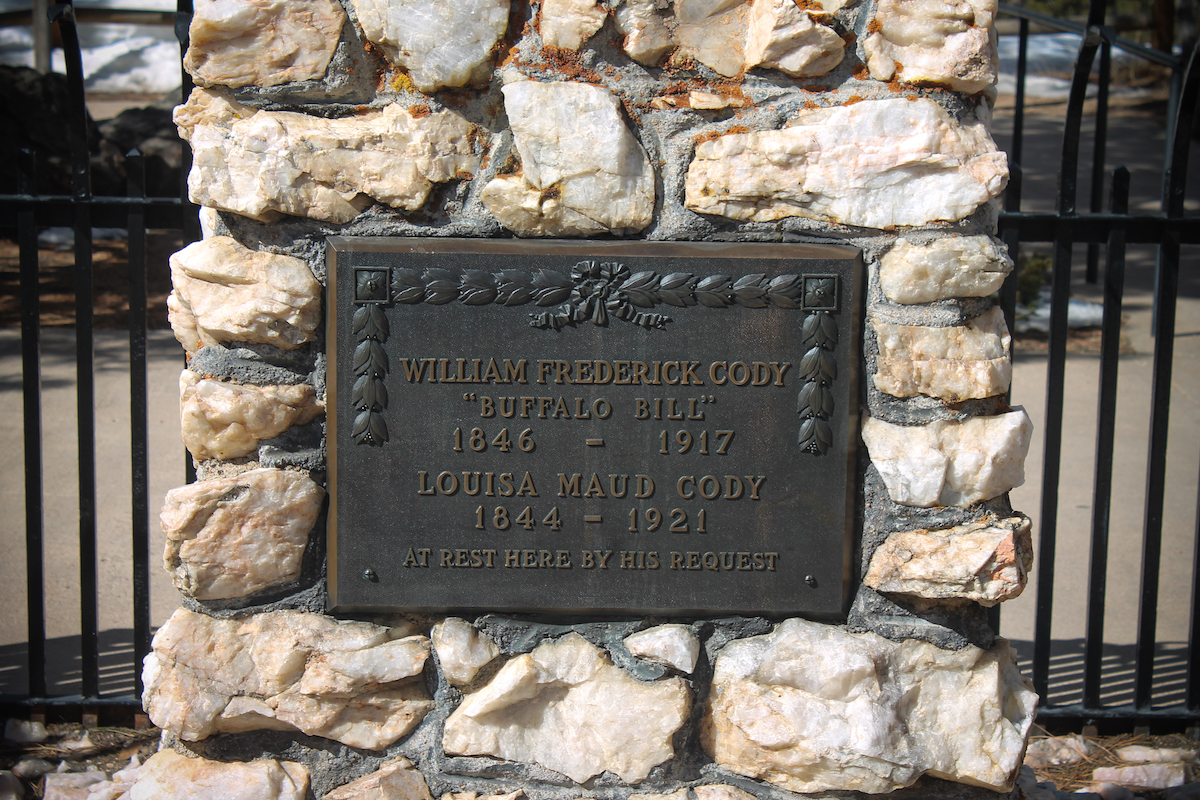 WILLIAM FREDERICK CODY
"BUFFALO BILL"
1846 – 1917
LOUISA MAUD CODY
1844 – 1921
AT REST HERE BY HIS REQUEST